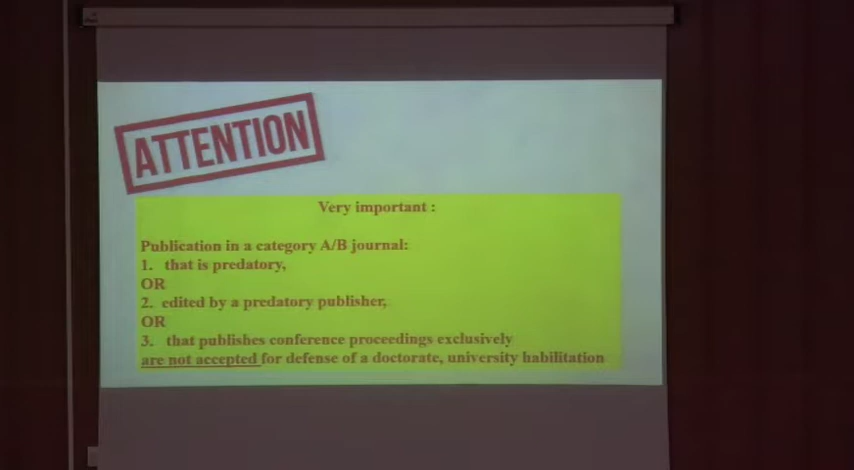 ATTENTION
Very important :
Publication in a category A/B journal:
1. that is predatory,
OR
2. edited by a predatory publisher,
OR
3. that publishes conference proceedings exclusively
are not accepted for defense of a doctorate, university habilitation